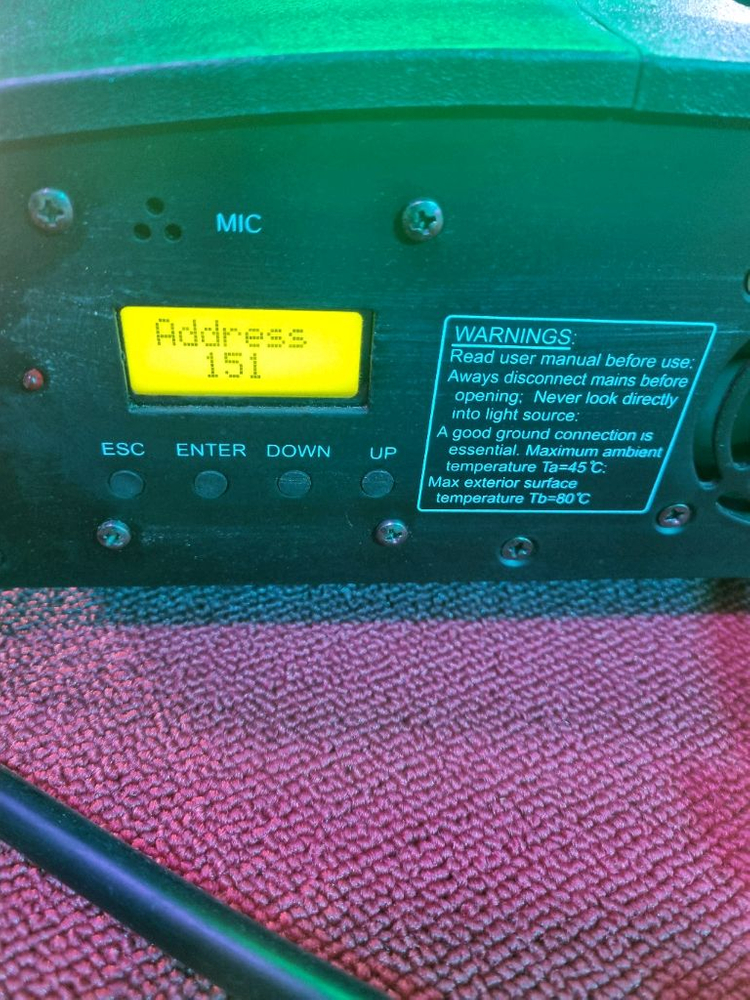 MIC
Address
151
ESC ENTER DOWN UP
WARNINGS:
Read user manual before use:
Aways disconnect mains before
opening; Never look directly
into light source:
A good ground connection is
essential. Maximum ambient
temperature Ta=45℃:
Max exterior surface
temperature Tb=80℃